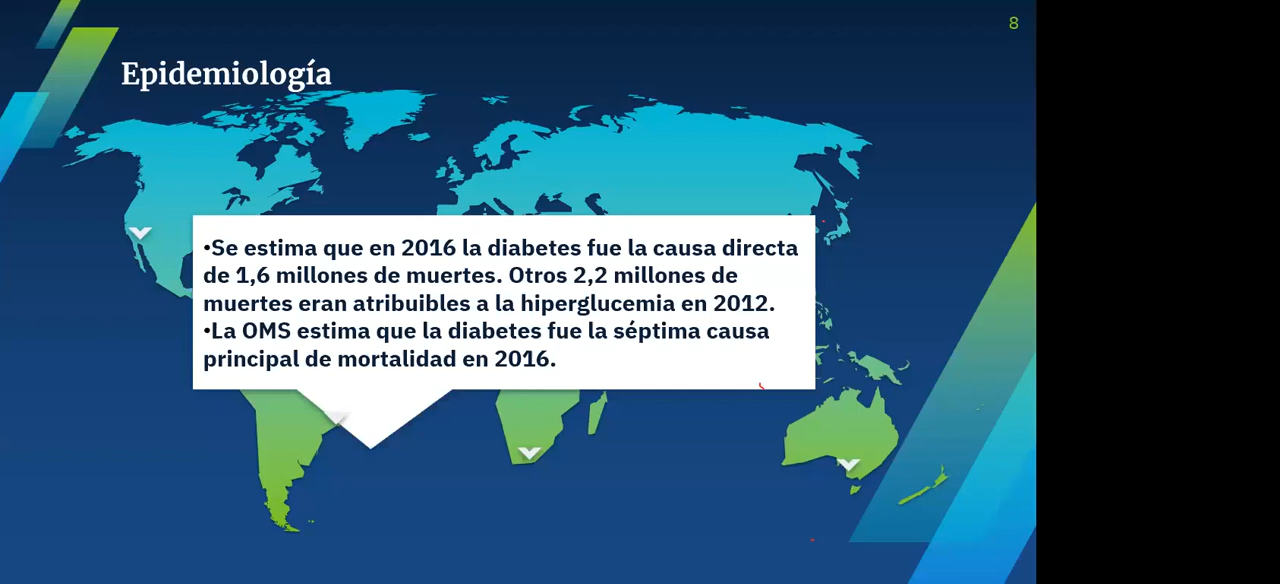 8
Epidemiología
•Se estima que en 2016 la diabetes fue la causa directa
de 1,6 millones de muertes. Otros 2,2 millones de
muertes eran atribuibles a la hiperglucemia en 2012.
•La OMS estima que la diabetes fue la séptima causa
principal de mortalidad en 2016.